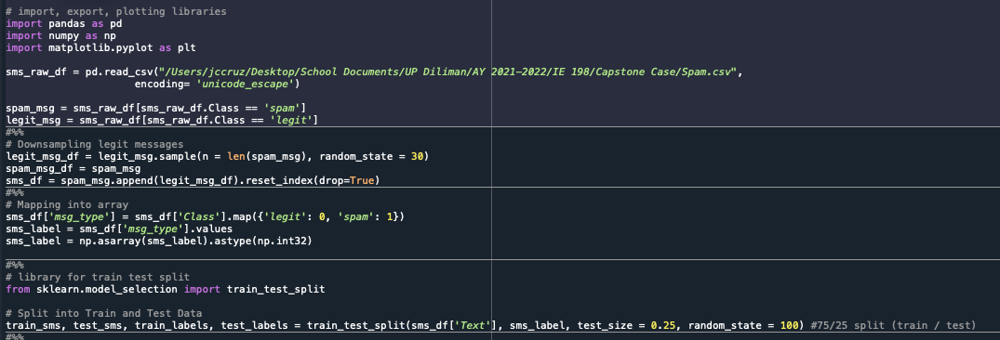 # import, export, plotting libraries
import pandas as pd
import numpy as np
import matplotlib.pyplot as plt
sms_raw_df = pd.read_csv("/Users/jccruz/Desktop/School Documents/UP Diliman/AY 2021-2022/IE 198/Capstone Case/Spam.csv",
encoding= 'unicode_escape')
spam_msg = sms_raw_df[sms_raw_df.Class == 'spam']
legit_msg = sms_raw_df[sms_raw_df.Class == 'legit']
#%%
# Downsampling legit messages
legit_msg_df = legit_msg.sample(n = len(spam_msg), random_state = 30)
spam_msg_df = spam_msg
sms_df = spam_msg.append(legit_msg_df).reset_index(drop=True)
#%%
# Mapping into array
sms_df['msg_type'] = sms_df['Class'].map({'legit': 0, 'spam': 1})
sms_label = sms_df['msg_type'].values
sms_label = np.asarray(sms_label).astype(np.int32)
#%%
# library for train test split
from sklearn.model_selection import train_test_split
# Split into Train and Test Data
train_sms, test_sms, train_labels, test_labels = train_test_split(sms_df['Text'], sms_label, test_size = 0.25, random_state = 100) #75/25 split (train / test)
#%%